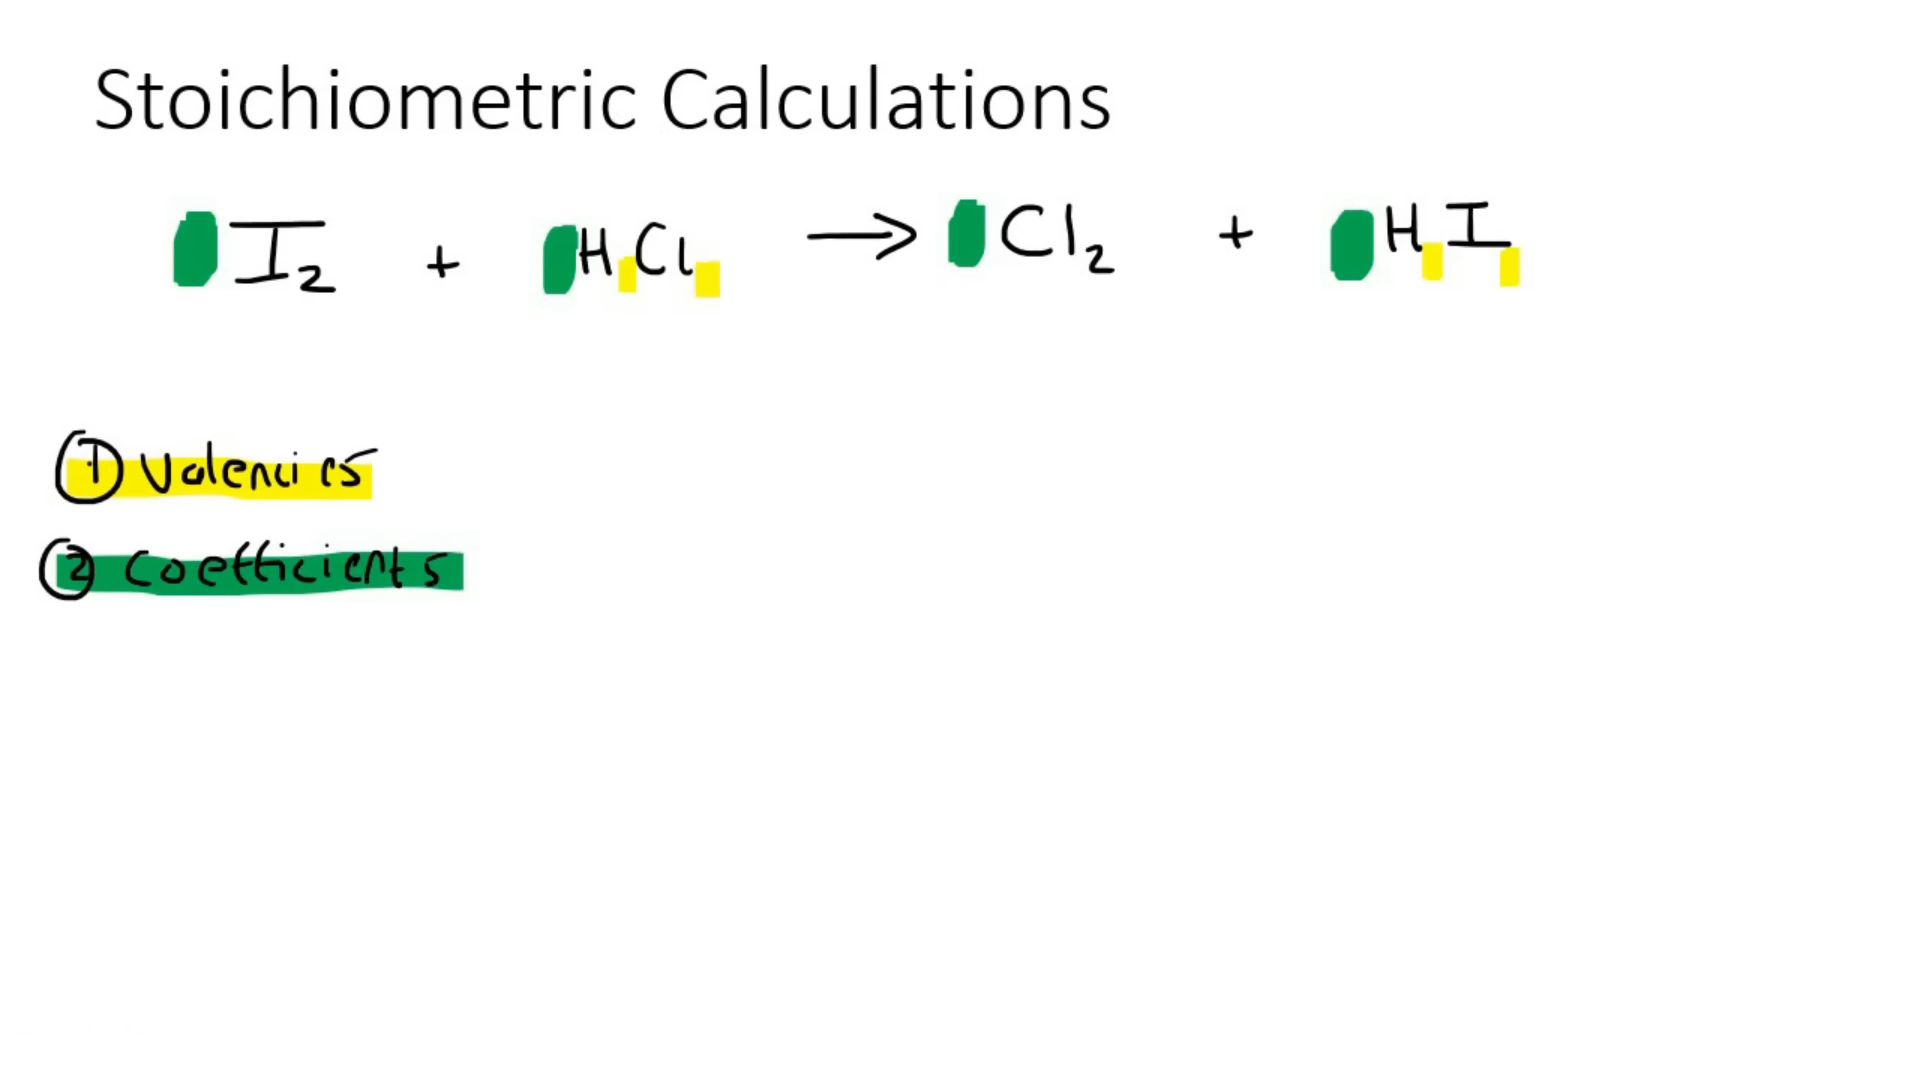 Stoichiometric Calculations
I₂ + HCl → Cl₂ + HI
① Valencies
② Coefficients